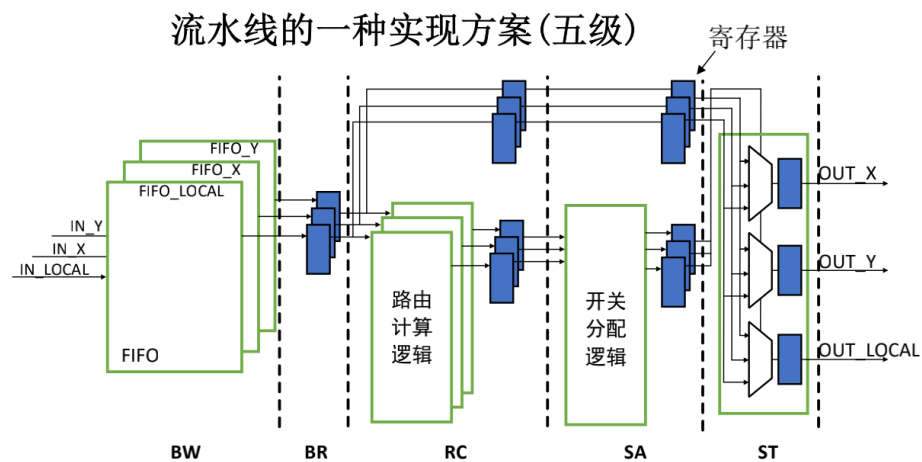 流水线的一种实现方案(五级)
寄存器
FIFO_Y
FIFO_X
FIFO_LOCAL
IN_Y
IN_X
IN_LOCAL
FIFO
路由
计算
逻辑
开关
分配
逻辑
OUT_X
OUT_Y
OUT_LOCAL
BW
BR
RC
SA
ST